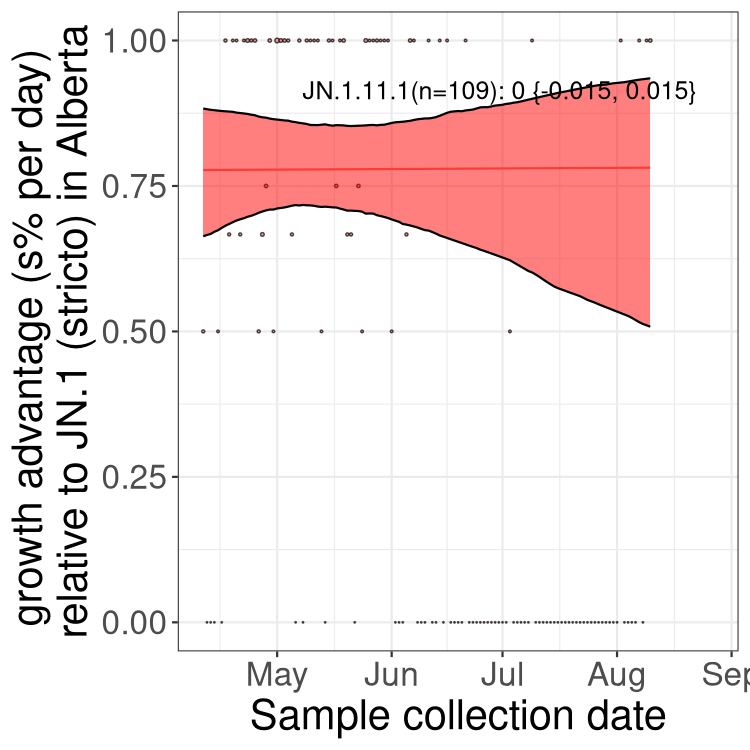 growth advantage (s% per day)
relative to JN.1 (stricto) in Alberta
1.00
0.75
0.50
0.25
0.00
JN.1.11.1(n=109): 0 {-0.015, 0.015}
May Jun Jul Aug Sep
Sample collection date